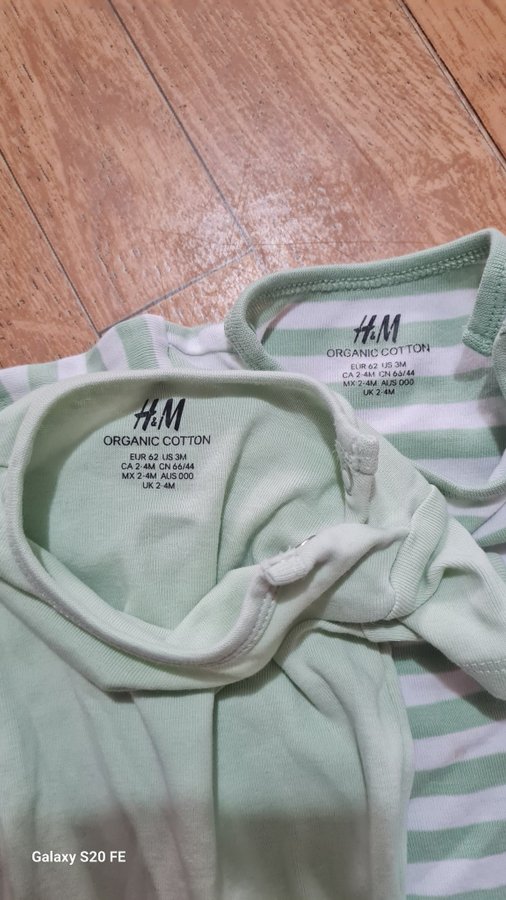 H&M
ORGANIC COTTON
EUR 62 US 3M
CA 2-4M CN 66/44
MX 2-4M AUS 000
UK 2-4M
H&M
ORGANIC COTTON
EUR 62 US 3M
CA 2-4M CN 66/44
MX 2-4M AUS 000
UK 2-4M
Galaxy S20 FE